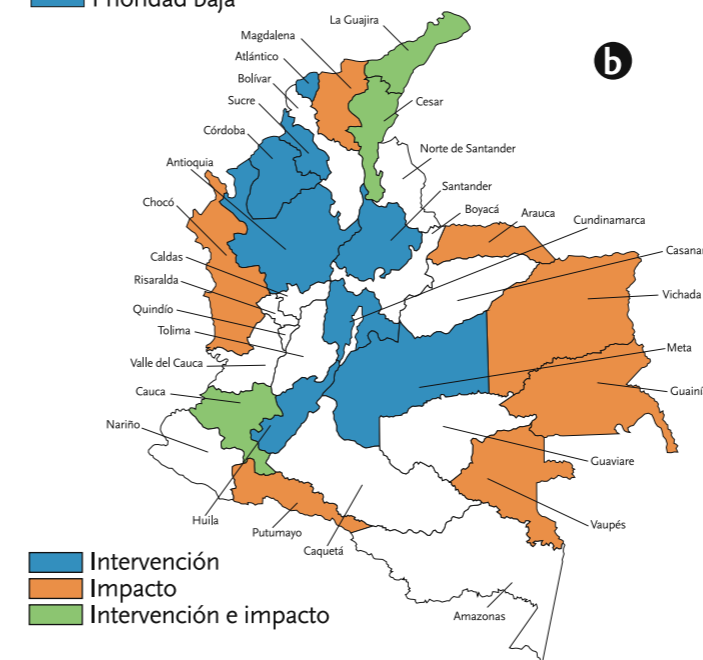 Prioridad baja
La Guajira
Magdalena
b
Atlántico
Bolívar
Cesar
Sucre
Córdoba
Norte de Santander
Antioquia
Santander
Chocó
Boyacá
Arauca
Cundinamarca
Caldas
Casanar
Risaralda
Vichada
Quindío
Tolima
Meta
Valle del Cauca
Cauca
Guainí
Nariño
Guaviare
Huila
Vaupés
Putumayo
Caquetá
Intervención
Impacto
Intervención e impacto
Amazonas